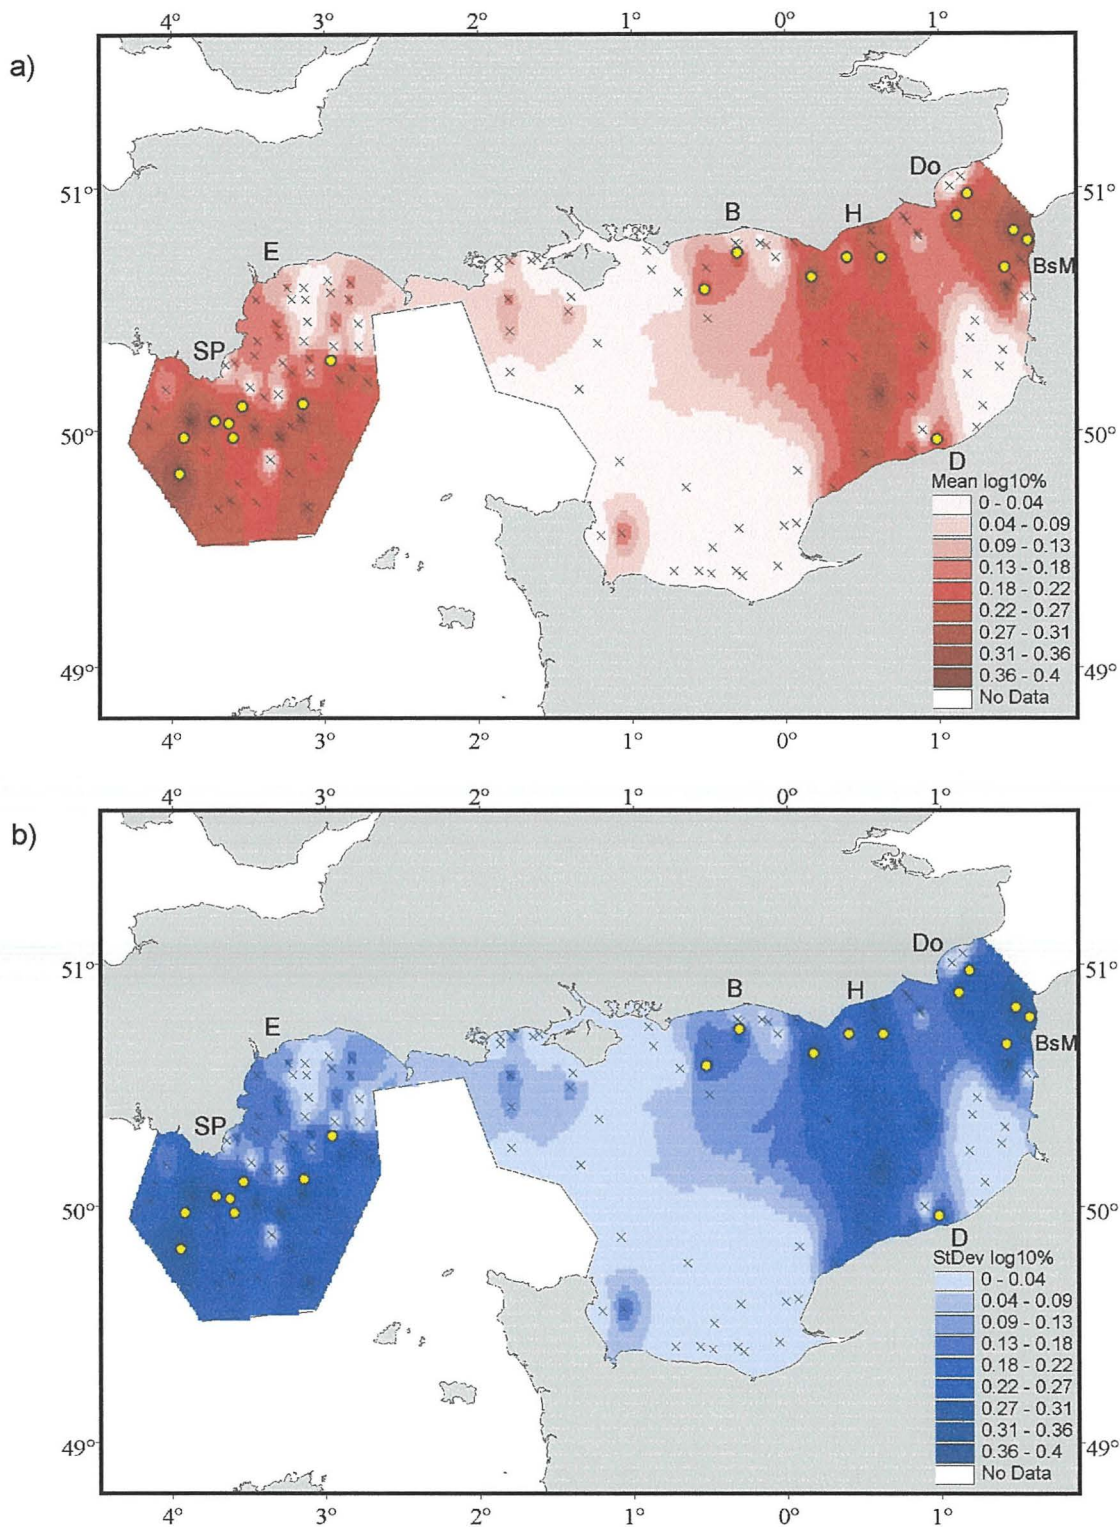 4° 3° 2° 1° 0° 1°
a)
Do
51° 51°
B H
E
BsM
SP
50° 50°
D
Mean log10%
0 - 0.04
0.04 - 0.09
0.09 - 0.13
0.13 - 0.18
0.18 - 0.22
0.22 - 0.27
0.27 - 0.31
0.31 - 0.36
0.36 - 0.4
No Data
49° 49°
4° 3° 2° 1° 0° 1°
4° 3° 2° 1° 0° 1°
b)
Do
51° 51°
B H
E
BsM
SP
50° 50°
D
StDev log10%
0 - 0.04
0.04 - 0.09
0.09 - 0.13
0.13 - 0.18
0.18 - 0.22
0.22 - 0.27
0.27 - 0.31
0.31 - 0.36
0.36 - 0.4
No Data
49° 49°
4° 3° 2° 1° 0° 1°